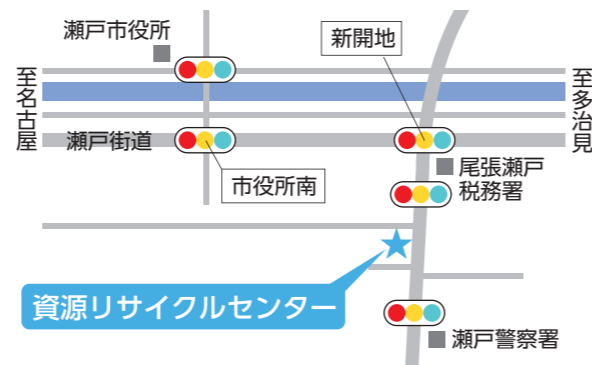 瀬戸市役所
新開地
至名古屋
至多治見
瀬戸街道
市役所南
尾張瀬戸
税務署
資源リサイクルセンター
瀬戸警察署